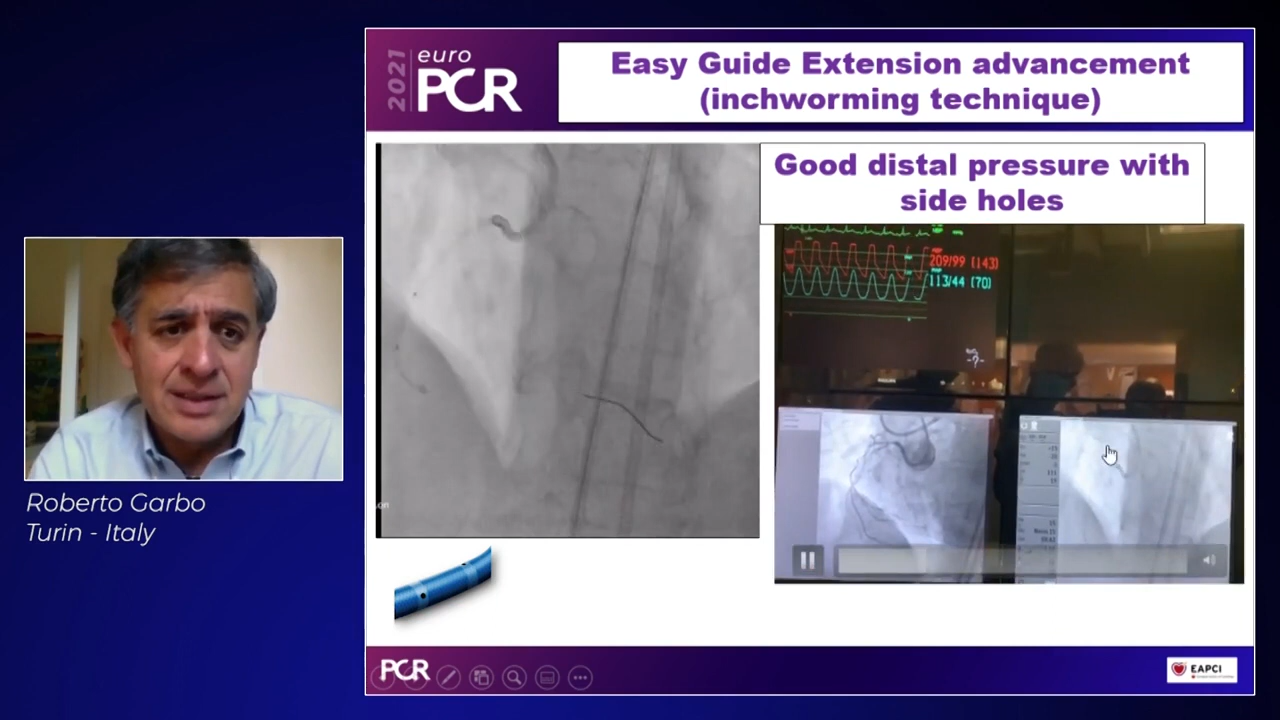 2021
euro
PCR
Easy Guide Extension advancement
(inchworming technique)
Good distal pressure with
side holes
209/99 (143)
113/44 (70)
Roberto Garbo
Turin - Italy
PCR
EAPCI